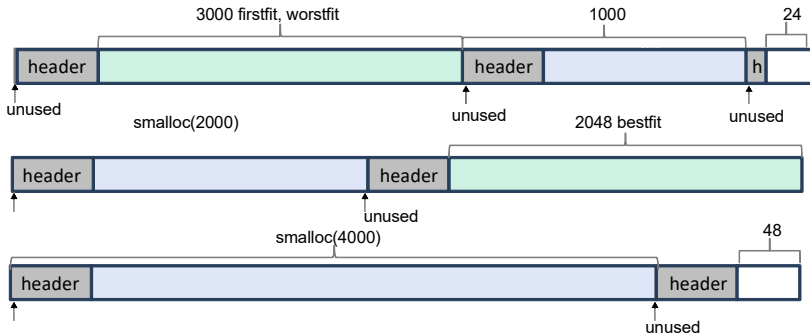 3000 firstfit, worstfit 1000 24
header header h
unused unused unused
smalloc(2000) 2048 bestfit
header header
unused
smalloc(4000) 48
header header
unused